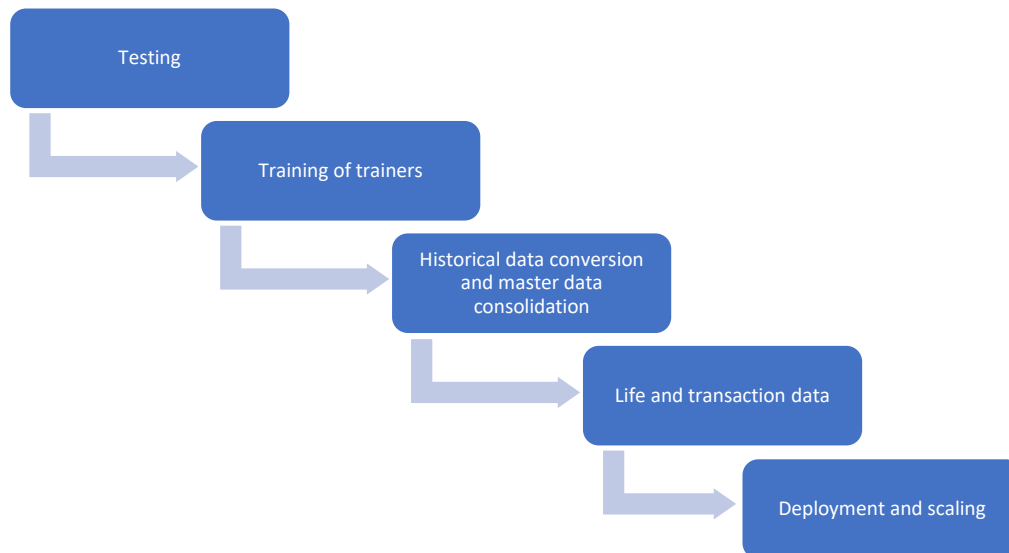 Testing
Training of trainers
Historical data conversion
and master data
consolidation
Life and transaction data
Deployment and scaling